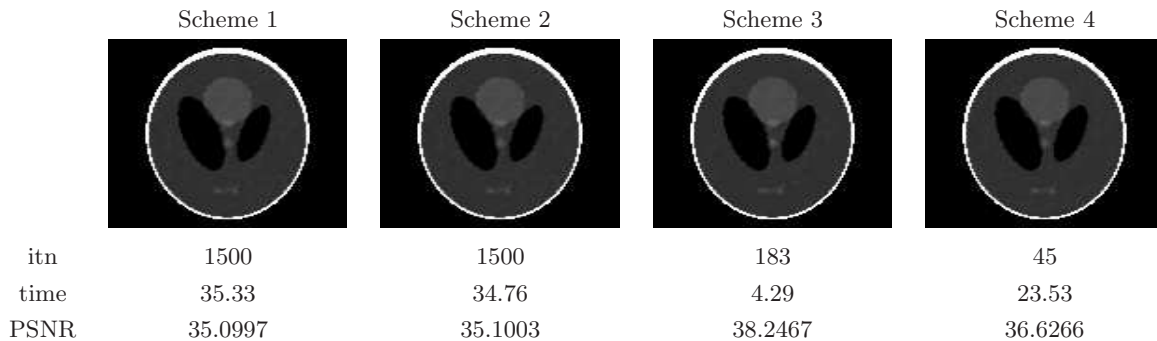 Scheme 1 Scheme 2 Scheme 3 Scheme 4
itn 1500 1500 183 45
time 35.33 34.76 4.29 23.53
PSNR 35.0997 35.1003 38.2467 36.6266